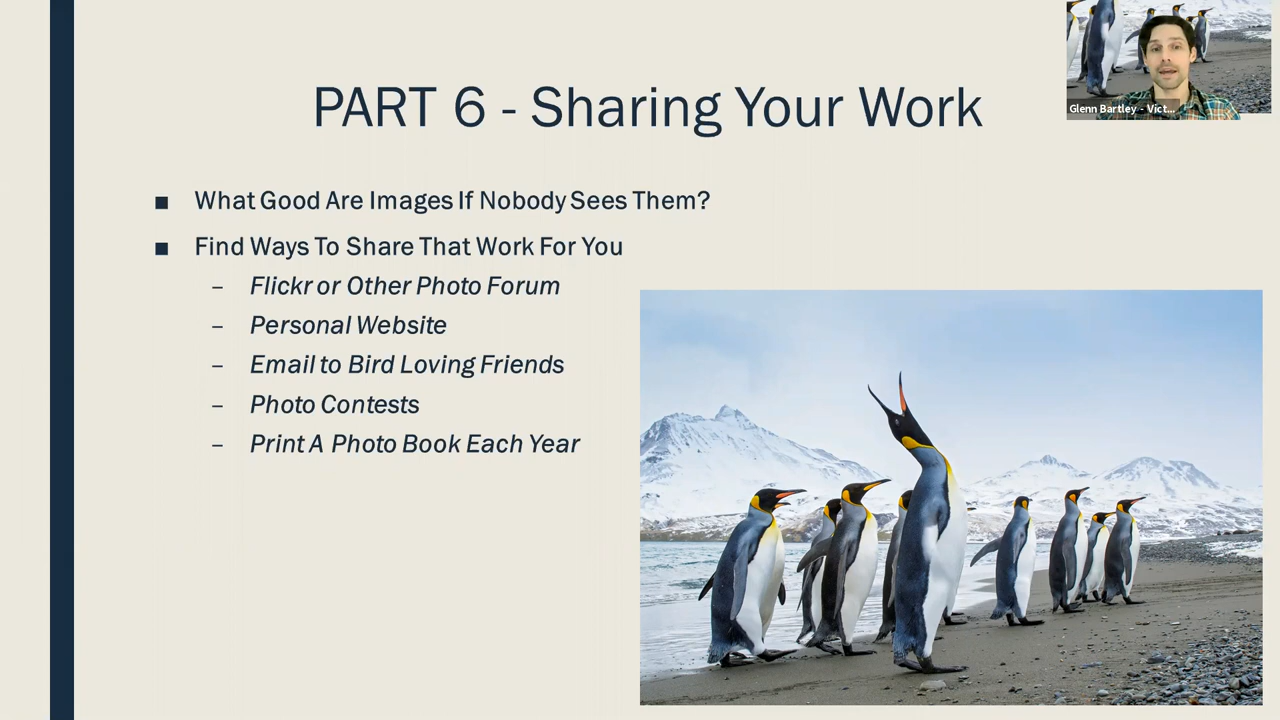 PART 6 - Sharing Your Work
Glenn Bartley - Vict...
What Good Are Images If Nobody Sees Them?
Find Ways To Share That Work For You
– Flickr or Other Photo Forum
– Personal Website
– Email to Bird Loving Friends
– Photo Contests
– Print A Photo Book Each Year